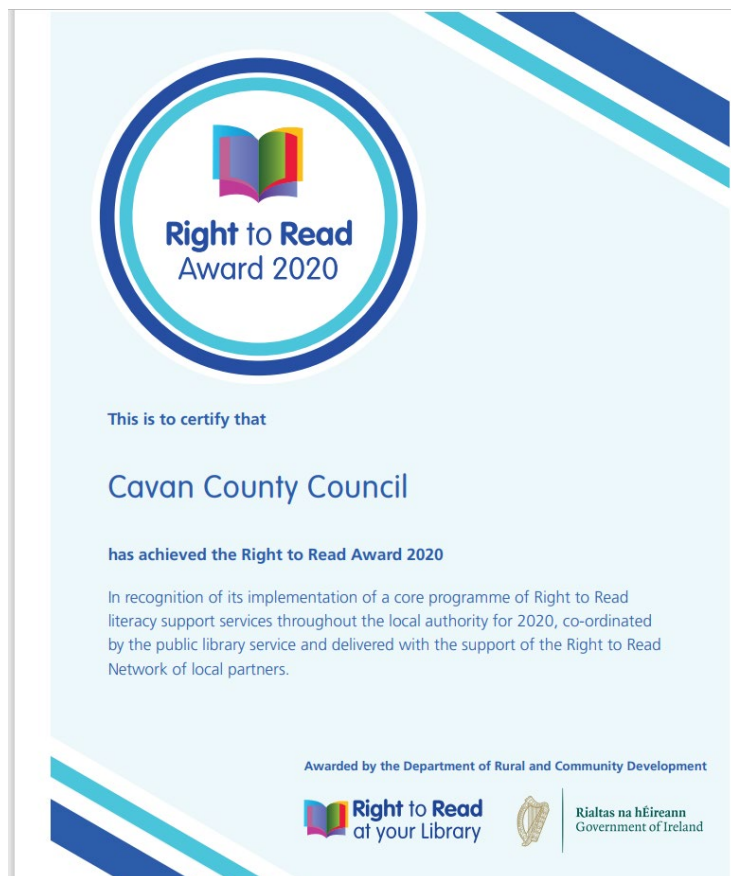 Right to Read
Award 2020
This is to certify that
Cavan County Council
has achieved the Right to Read Award 2020
In recognition of its implementation of a core programme of Right to Read
literacy support services throughout the local authority for 2020, co-ordinated
by the public library service and delivered with the support of the Right to Read
Network of local partners.
Awarded by the Department of Rural and Community Development
Right to Read
at your Library
Rialtas na hÉireann
Government of Ireland